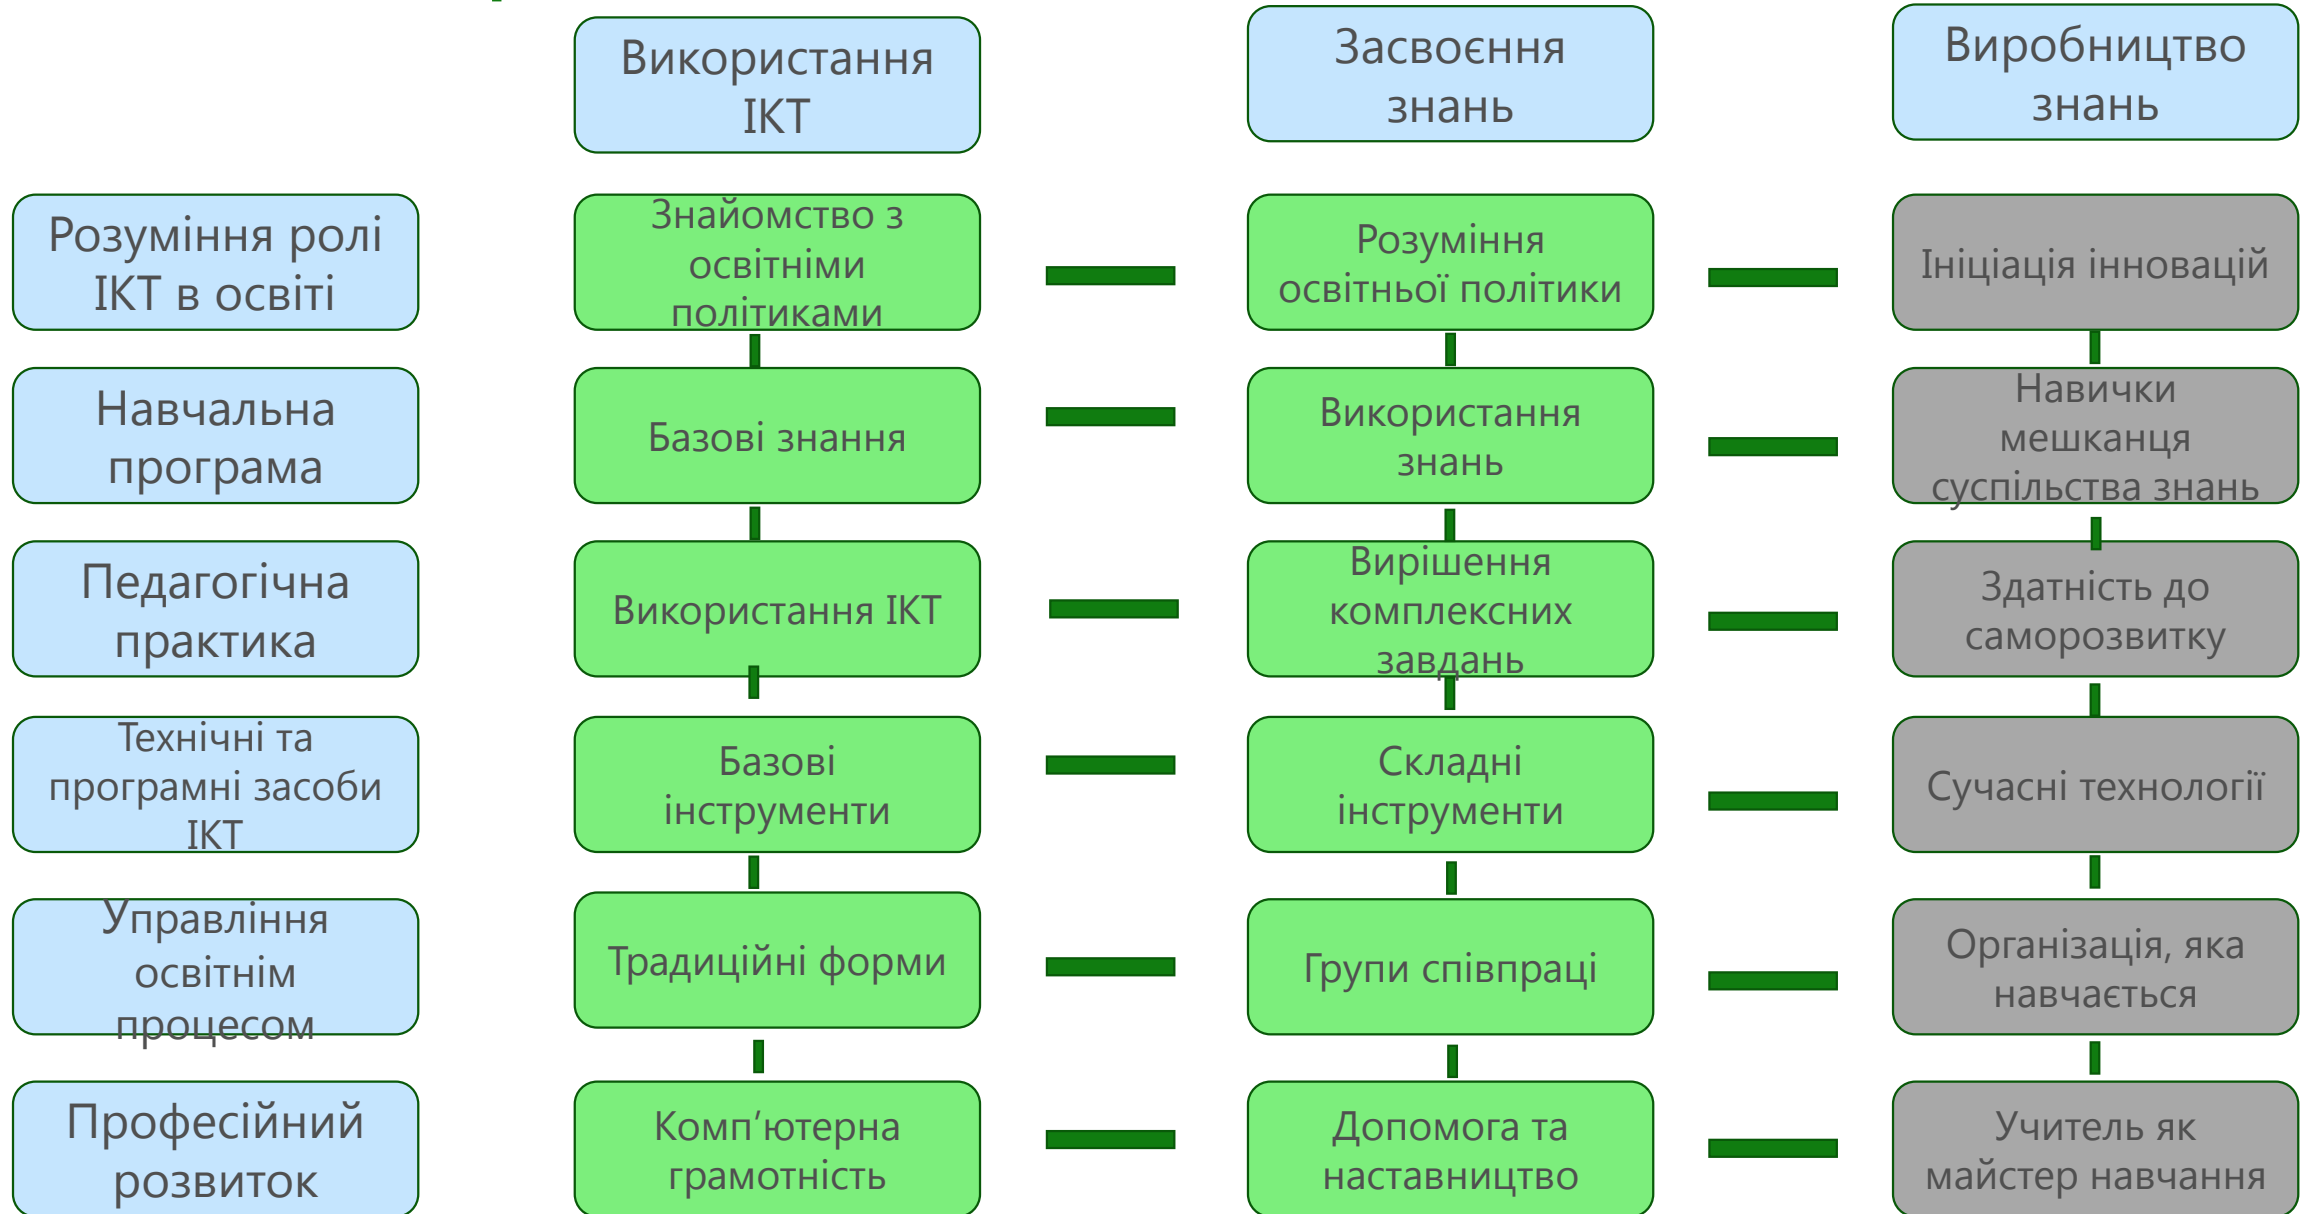 Використання
ІКТ
Засвоєння
знань
Виробництво
знань
Розуміння ролі
ІКТ в освіті
Знайомство з
освітніми
політиками
Розуміння
освітньої політики
Ініціація інновацій
Навчальна
програма
Базові знання
Використання
знань
Навички
мешканця
суспільства знань
Педагогічна
практика
Використання ІКТ
Вирішення
комплексних
завдань
Здатність до
саморозвитку
Технічні та
програмні засоби
ІКТ
Базові
інструменти
Складні
інструменти
Сучасні технології
Управління
освітнім
процесом
Традиційні форми
Групи співпраці
Організація, яка
навчається
Професійний
розвиток
Комп’ютерна
грамотність
Допомога та
наставництво
Учитель як
майстер навчання